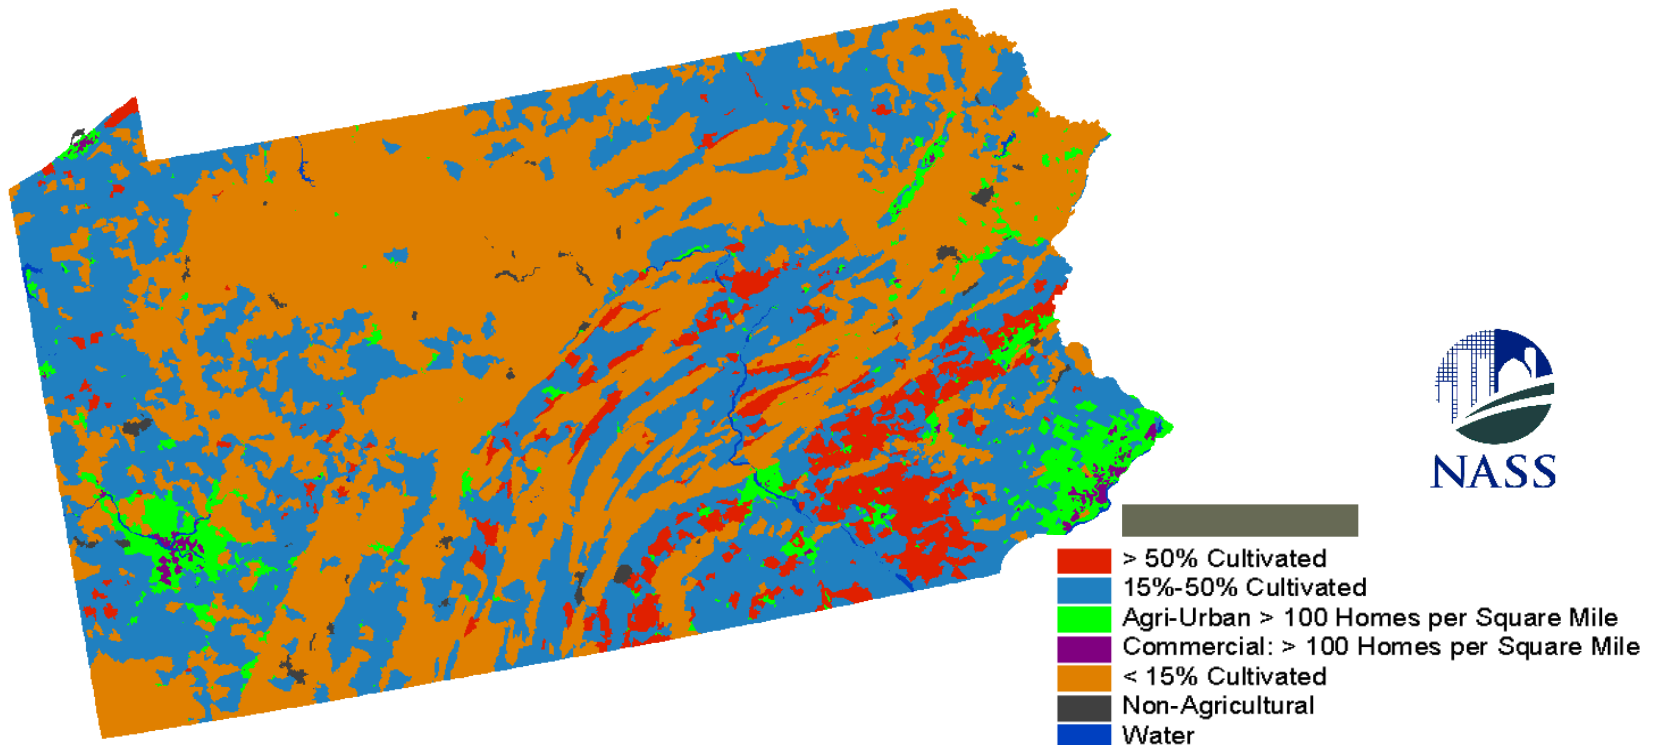 NASS
> 50% Cultivated
15%-50% Cultivated
Agri-Urban > 100 Homes per Square Mile
Commercial: > 100 Homes per Square Mile
< 15% Cultivated
Non-Agricultural
Water